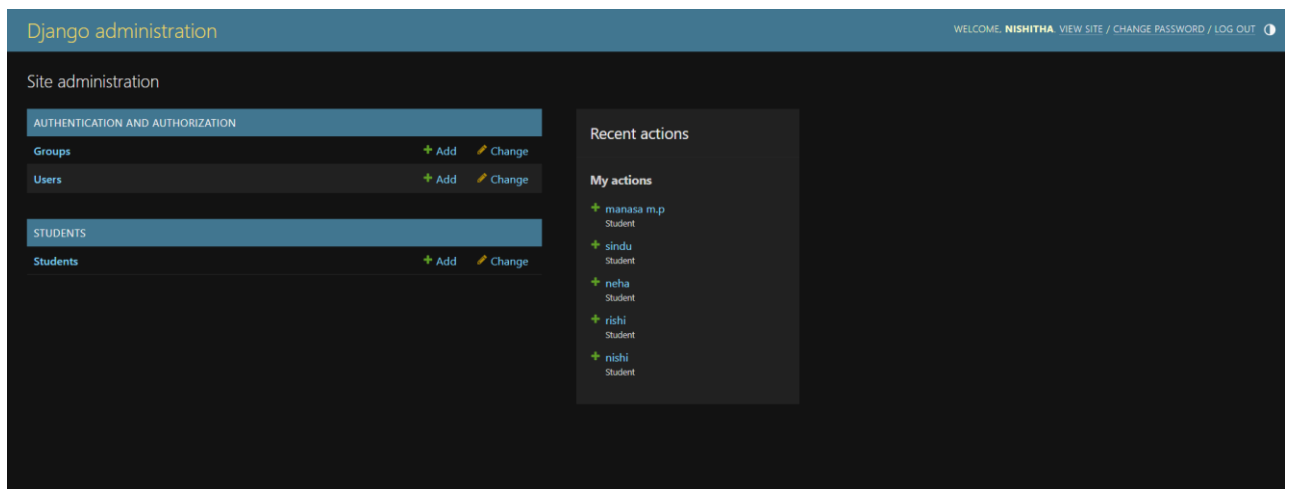 Django administration
WELCOME, NISHITHA. VIEW SITE / CHANGE PASSWORD / LOG OUT
Site administration
AUTHENTICATION AND AUTHORIZATION
Groups + Add Change
Users + Add Change
STUDENTS
Students + Add Change
Recent actions
My actions
+ manasa m.p
Student
+ sindu
Student
+ neha
Student
+ rishi
Student
+ nishi
Student